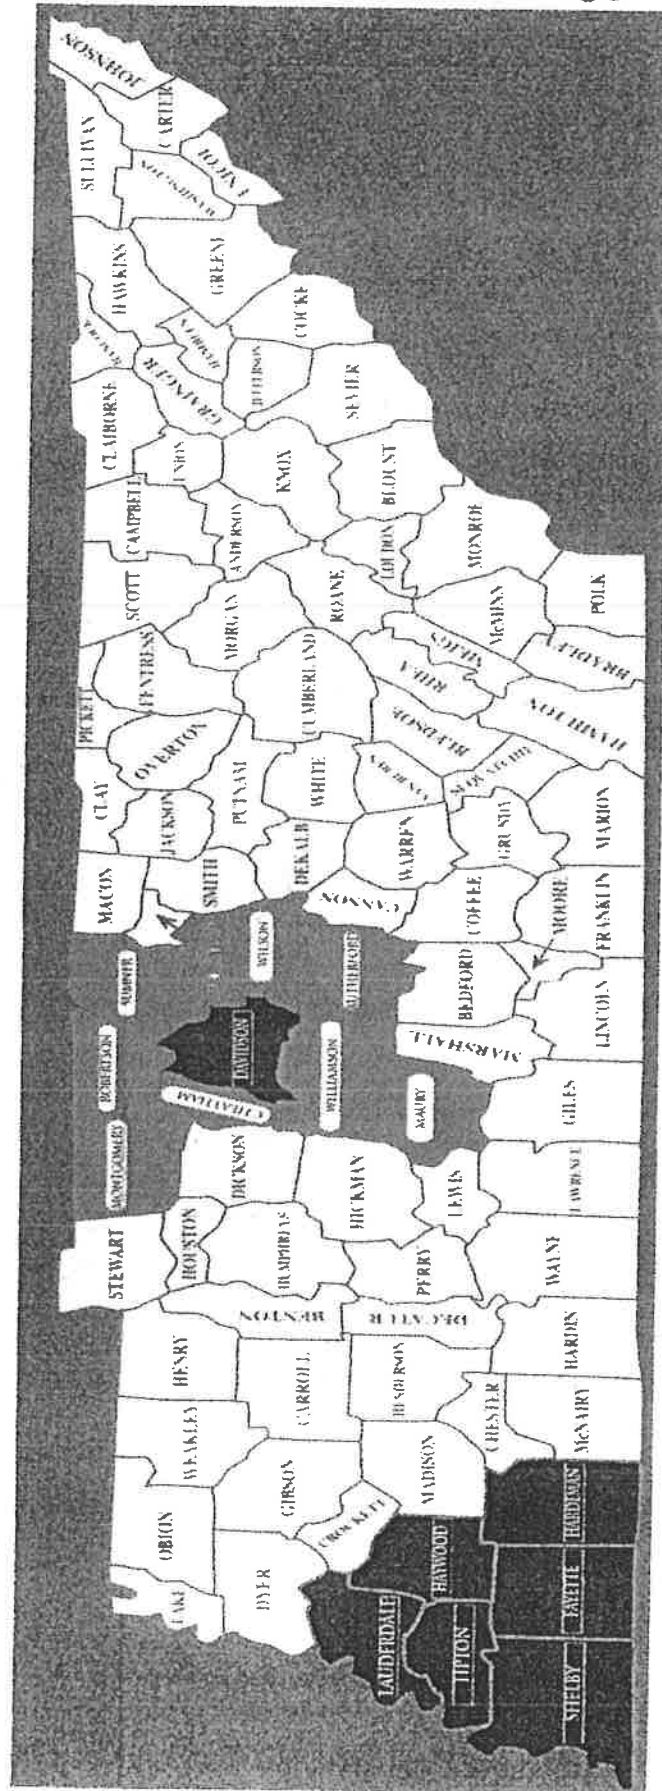 JOHNSON
SULLIVAN
CARTER
UNICOI
WASHINGTON
HAWKINS
GREENE
HANCOCK
HAMBLEN
COCKE
CLAIBORNE
GRAINGER
JEFFERSON
SEVIER
UNION
KNOX
BLOUNT
CAMPBELL
ANDERSON
LOUDON
MONROE
SCOTT
MORGAN
ROANE
McMINN
POLK
PICKETT
FENTRESS
CUMBERLAND
RHEA
MEIGS
BRADLEY
CLAY
OVERTON
PUTNAM
WHITE
VAN BUREN
BLEDSOE
SEQUATCHIE
HAMILTON
MACON
JACKSON
SMITH
DEKALB
WARREN
GRUNDY
MARION
CANNON
COFFEE
MOORE
FRANKLIN
SUMNER
WILSON
RUTHERFORD
BEDFORD
LINCOLN
ROBERTSON
DAVIDSON
WILLIAMSON
MARSHALL
CHEATHAM
MAURY
GILES
MONTGOMERY
DICKSON
HICKMAN
LEWIS
LAWRENCE
STEWART
HOUSTON
HUMPHREYS
PERRY
WAYNE
BENTON
DECATUR
HENRY
CARROLL
HENDERSON
HARDIN
WEAKLEY
CHESTER
McNAIRY
OBION
GIBSON
MADISON
HARDEMAN
LAKE
DYER
CROCKETT
HAYWOOD
FAYETTE
LAUDERDALE
TIPTON
SHELBY